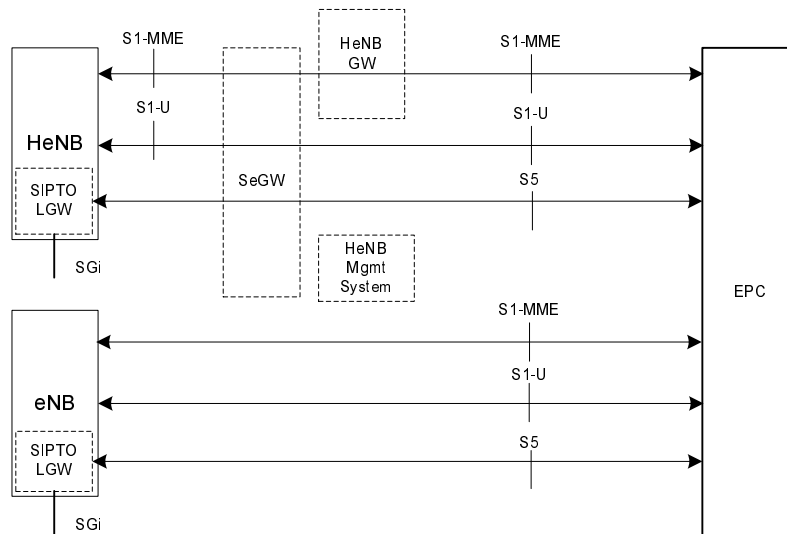 S1-MME
HeNB
GW
S1-MME
S1-U
S1-U
HeNB
SeGW
S5
SIPTO
LGW
SGi
HeNB
Mgmt
System
EPC
S1-MME
S1-U
eNB
S5
SIPTO
LGW
SGi